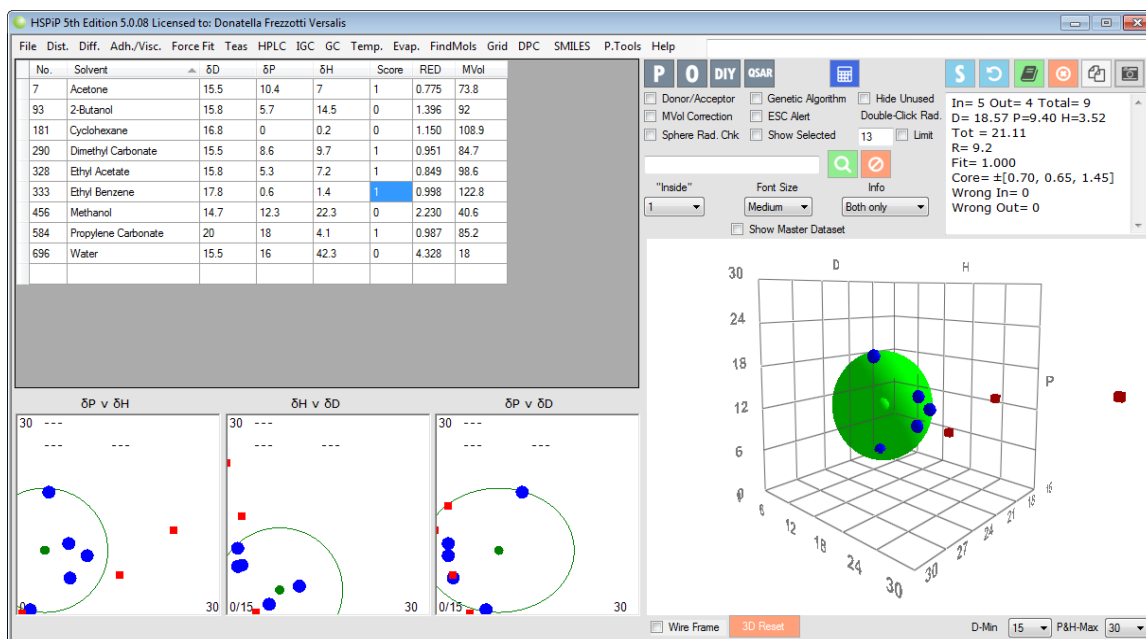 HSPiP 5th Edition 5.0.08 Licensed to: Donatella Frezzotti Versalis
File Dist. Diff. Adh./Visc. Force Fit Teas HPLC IGC GC Temp. Evap. FindMols Grid DPC SMILES P.Tools Help
No. Solvent δD δP δH Score RED MVol
7 Acetone 15.5 10.4 7 1 0.775 73.8
93 2-Butanol 15.8 5.7 14.5 0 1.396 92
181 Cyclohexane 16.8 0 0.2 0 1.150 108.9
290 Dimethyl Carbonate 15.5 8.6 9.7 1 0.951 84.7
328 Ethyl Acetate 15.8 5.3 7.2 1 0.849 98.6
333 Ethyl Benzene 17.8 0.6 1.4 1 0.998 122.8
456 Methanol 14.7 12.3 22.3 0 2.230 40.6
584 Propylene Carbonate 20 18 4.1 1 0.987 85.2
696 Water 15.5 16 42.3 0 4.328 18
P O DIY QSAR S
Donor/Acceptor Genetic Algorithm Hide Unused
MVol Correction ESC Alert Double-Click Rad.
Sphere Rad. Chk Show Selected 13 Limit
"Inside" Font Size Info
1 Medium Both only
Show Master Dataset
In= 5 Out= 4 Total= 9
D= 18.57 P=9.40 H=3.52
Tot = 21.11
R= 9.2
Fit= 1.000
Core= ±[0.70, 0.65, 1.45]
Wrong In= 0
Wrong Out= 0
δP v δH δH v δD δP v δD
30 --- 30 --- 30 ---
--- --- --- --- --- ---
0 30 0/15 30 0/15 30
D H
30
24
18 P
12
6
0
6 12 18 24 30
30 27 24 21 18 15
Wire Frame 3D Reset D-Min 15 P&H-Max 30